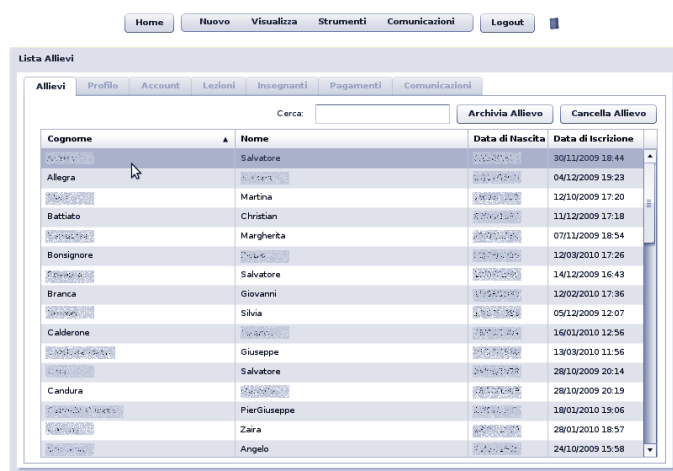 Home Nuovo Visualizza Strumenti Comunicazioni Logout
Lista Allievi
Allievi Profilo Account Lezioni Insegnanti Pagamenti Comunicazioni
Cerca: Archivia Allievo Cancella Allievo
Cognome Nome Data di Nascita Data di Iscrizione
Salvatore 30/11/2009 18:44
Allegra 04/12/2009 19:23
Martina 12/10/2009 17:20
Battiato Christian 11/12/2009 17:18
Margherita 07/11/2009 18:54
Bonsignore 12/03/2010 17:26
Salvatore 14/12/2009 16:43
Branca Giovanni 12/02/2010 17:36
Silvia 05/12/2009 12:07
Calderone 16/01/2010 12:56
Giuseppe 13/03/2010 11:56
Salvatore 28/10/2009 20:14
Candura 28/10/2009 20:19
PierGiuseppe 18/01/2010 19:06
Zaira 28/01/2010 18:57
Angelo 24/10/2009 15:58